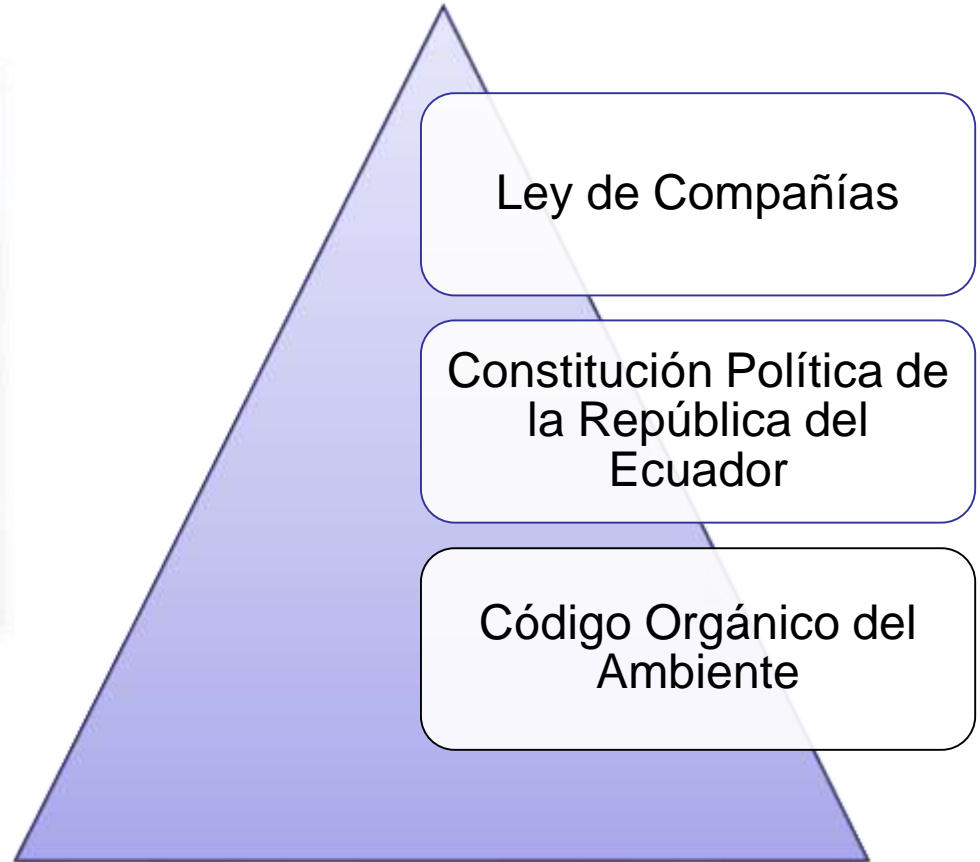 Ley de Compañías
Constitución Política de
la República del
Ecuador
Código Orgánico del
Ambiente